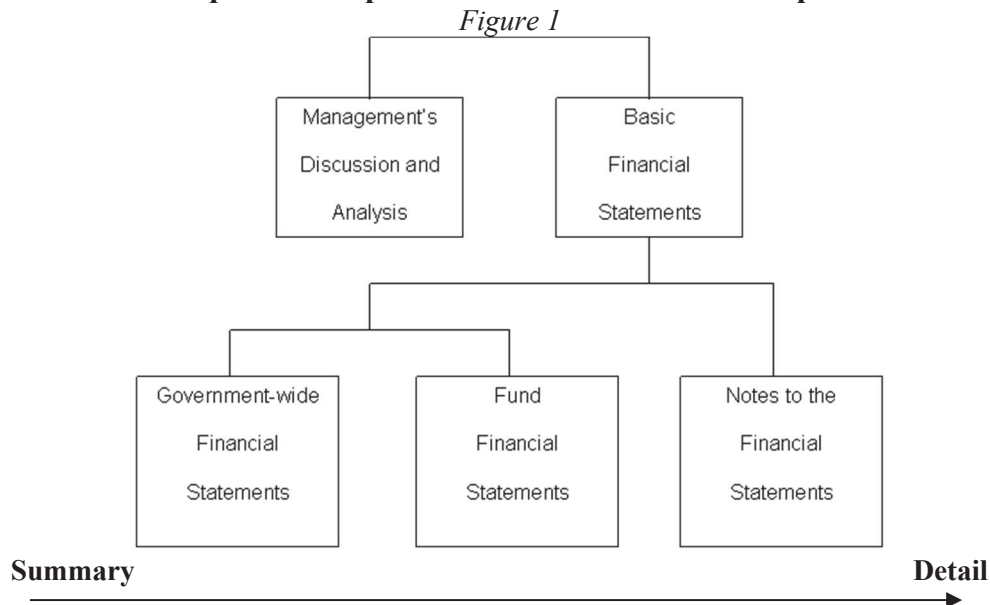 Figure 1
Management's
Discussion and
Analysis
Basic
Financial
Statements
Government-wide
Financial
Statements
Fund
Financial
Statements
Notes to the
Financial
Statements
Summary
Detail